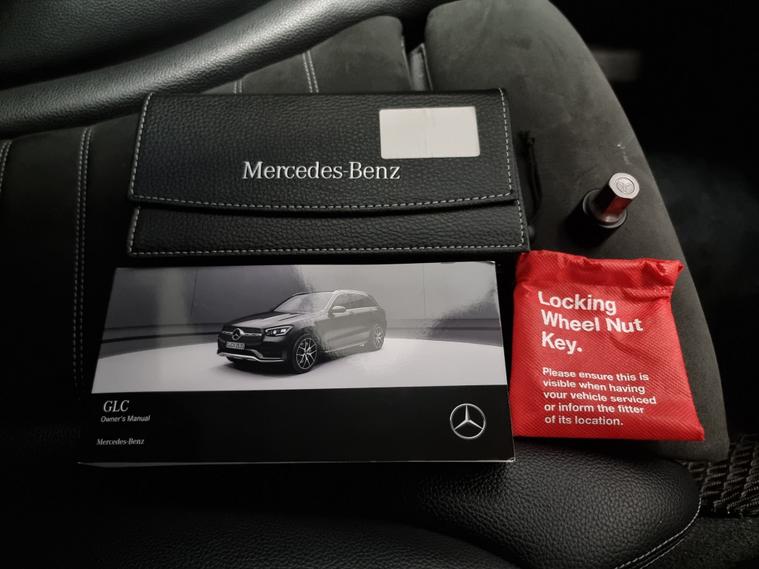 Mercedes-Benz
GLC
Owner's Manual
Mercedes-Benz
Locking
Wheel Nut
Key.
Please ensure this is
visible when having
your vehicle serviced
or inform the fitter
of its location.